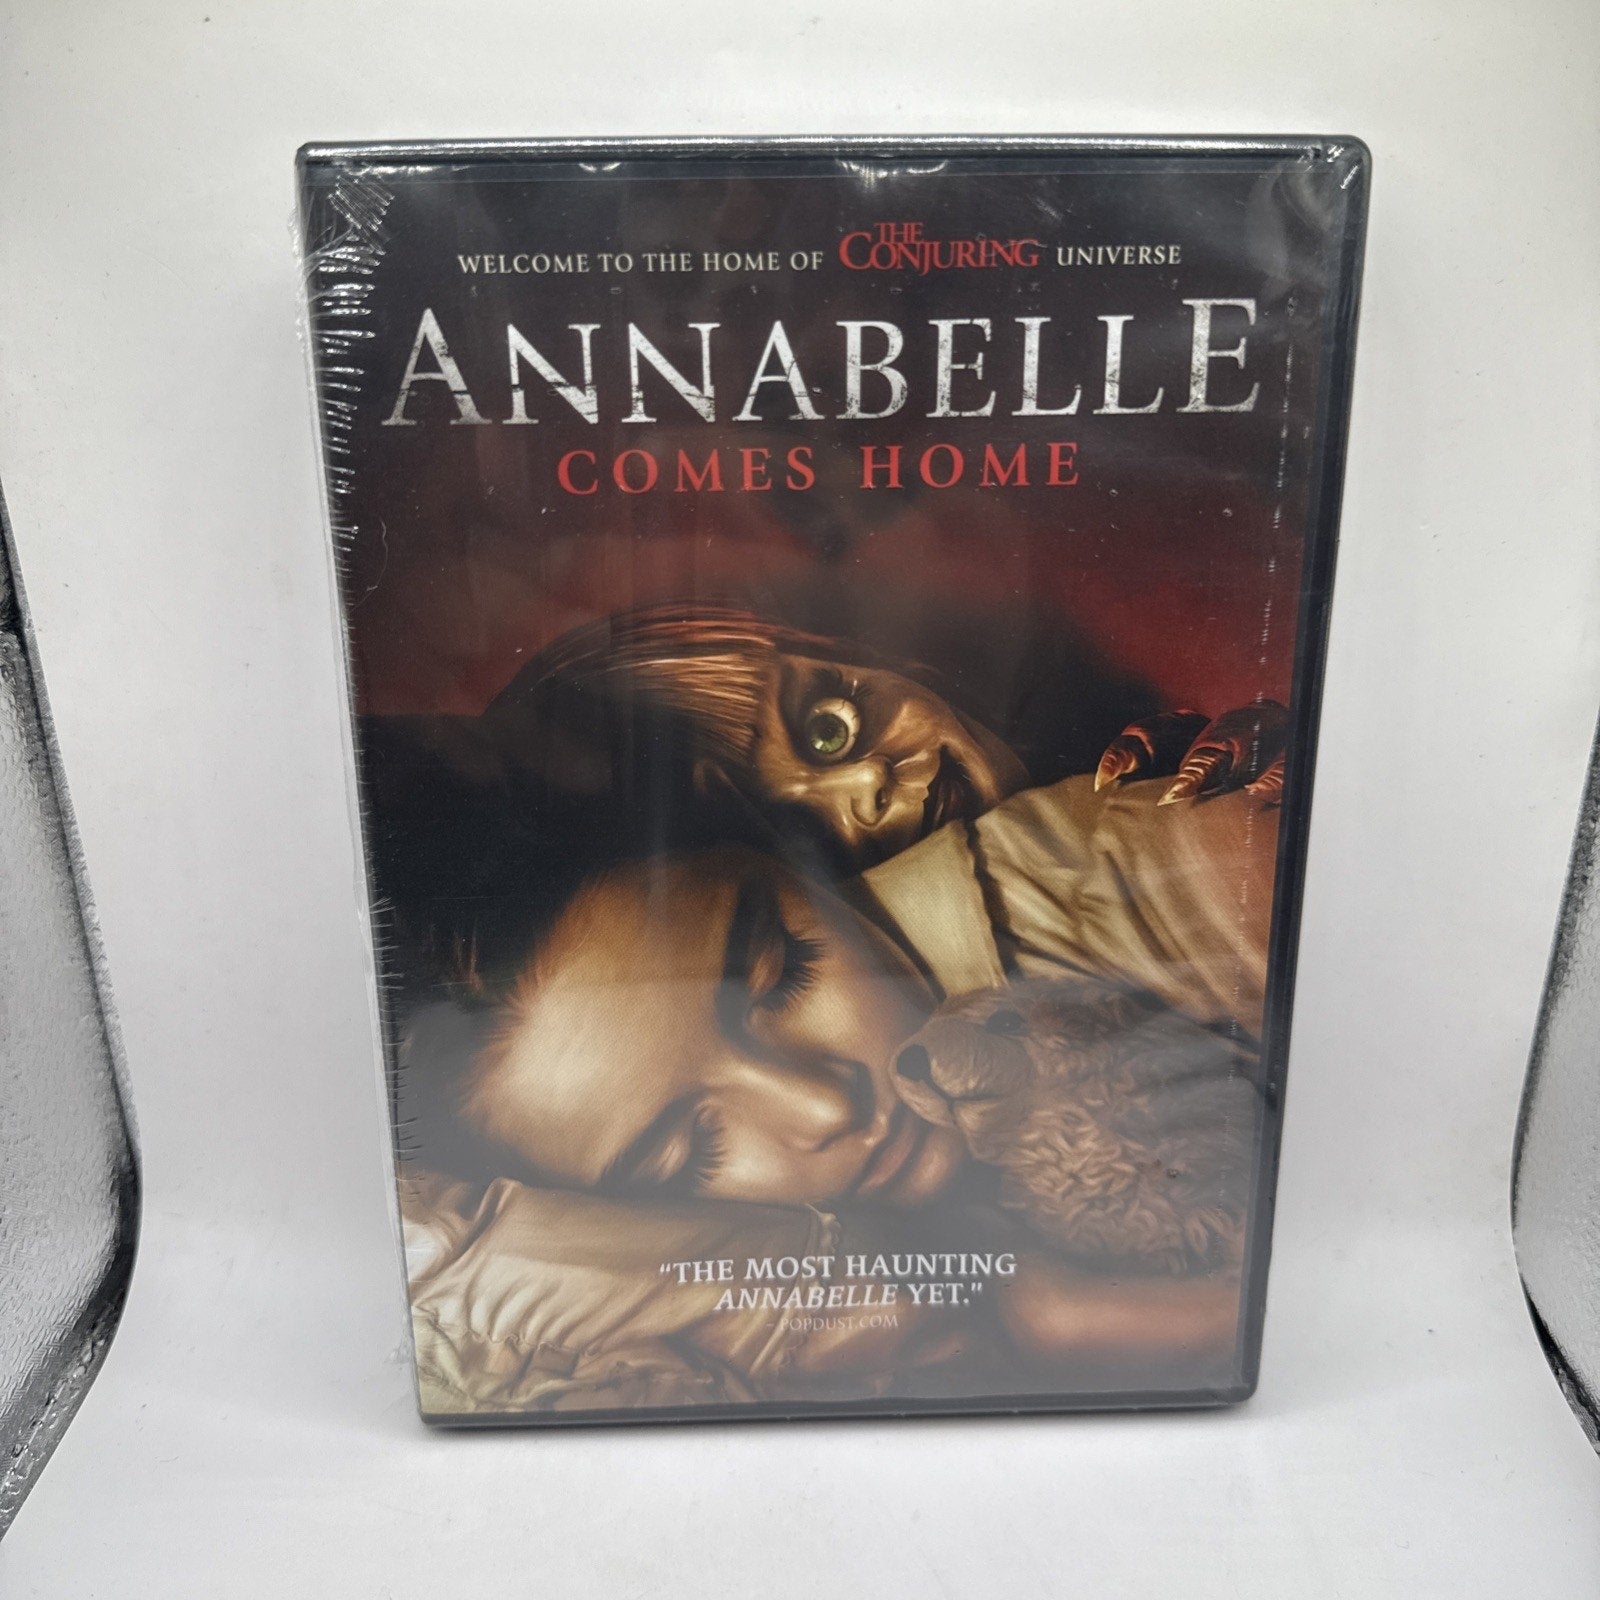 WELCOME TO THE HOME OF THE CONJURING UNIVERSE
ANNABELLE
COMES HOME
"THE MOST HAUNTING
ANNABELLE YET."
- POPDUST.COM